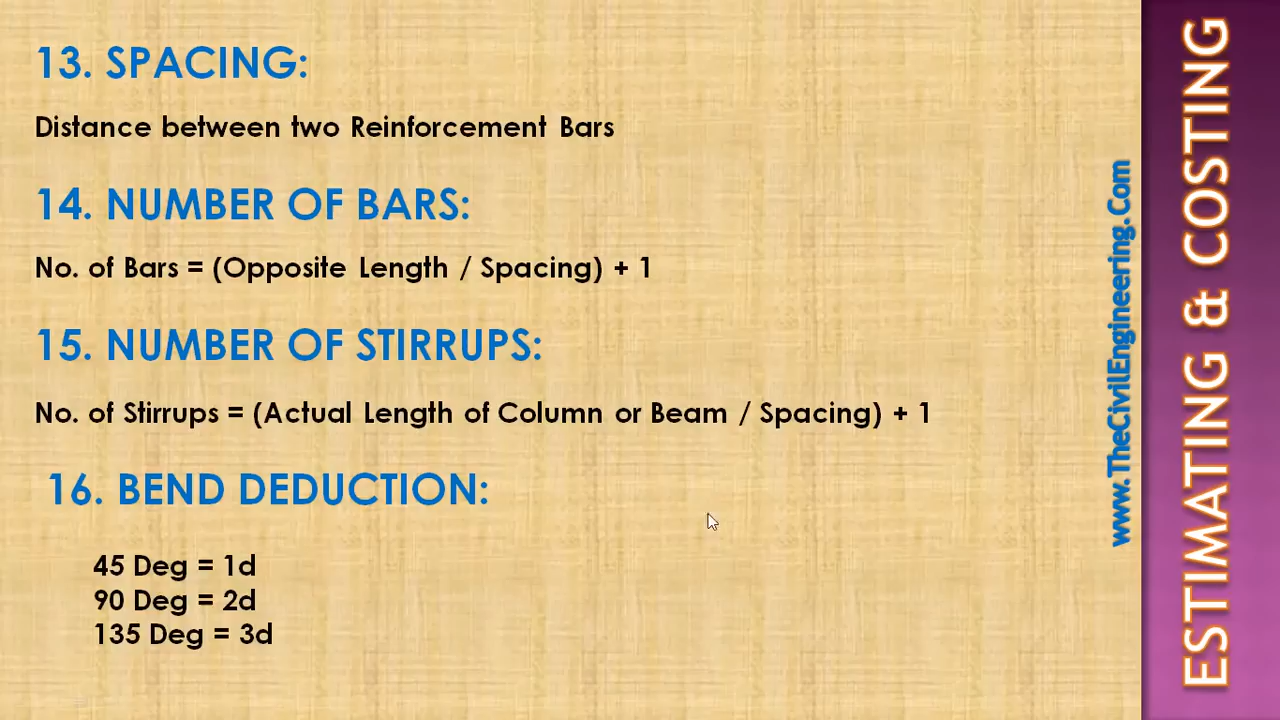 13. SPACING:
Distance between two Reinforcement Bars
14. NUMBER OF BARS:
No. of Bars = (Opposite Length / Spacing) + 1
15. NUMBER OF STIRRUPS:
No. of Stirrups = (Actual Length of Column or Beam / Spacing) + 1
16. BEND DEDUCTION:
45 Deg = 1d
90 Deg = 2d
135 Deg = 3d
www.TheCivilEngineering.Com
ESTIMATING & COSTING